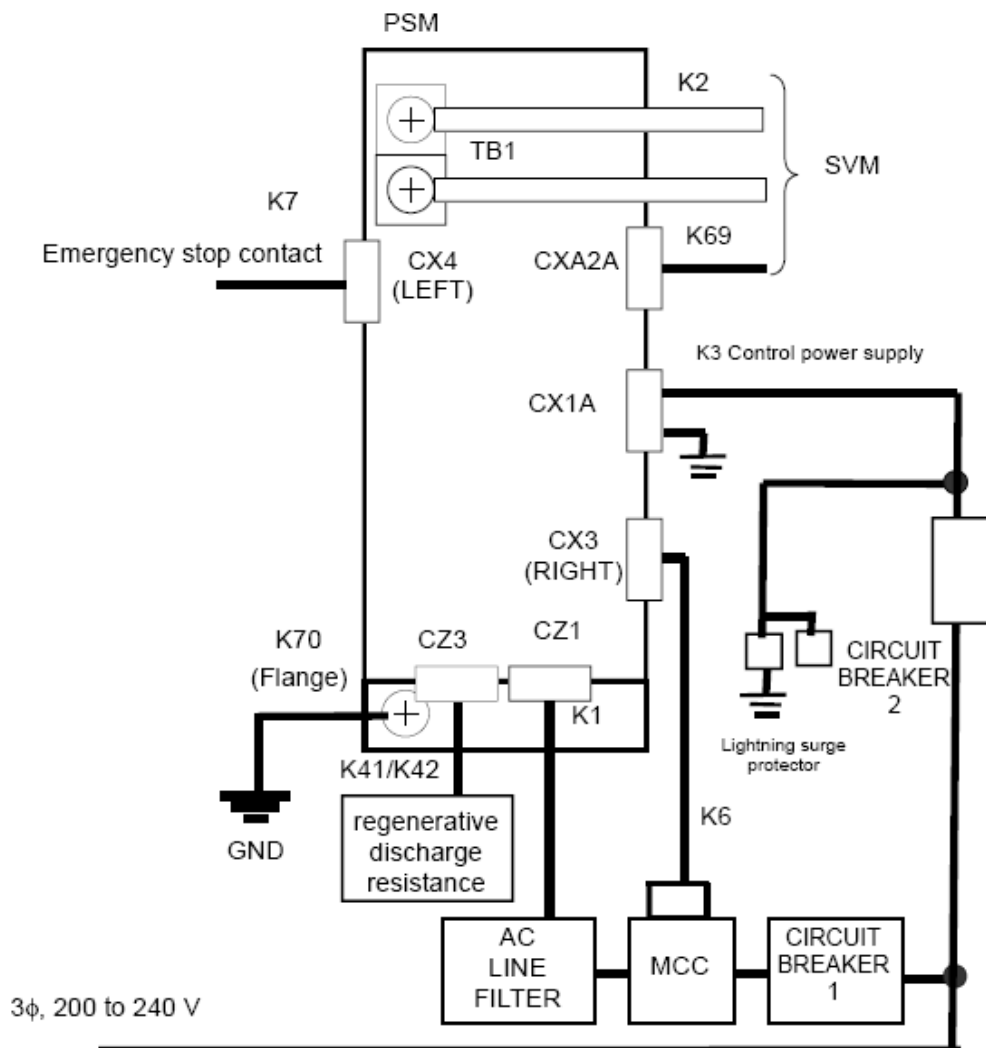 PSM
K2
TB1
SVM
K7
K69
Emergency stop contact
CX4
(LEFT)
CXA2A
K3 Control power supply
CX1A
CX3
(RIGHT)
K70
(Flange)
CZ3
CZ1
K1
CIRCUIT
BREAKER
2
Lightning surge
protector
K41/K42
K6
GND
regenerative
discharge
resistance
AC
LINE
FILTER
MCC
CIRCUIT
BREAKER
1
3ϕ, 200 to 240 V